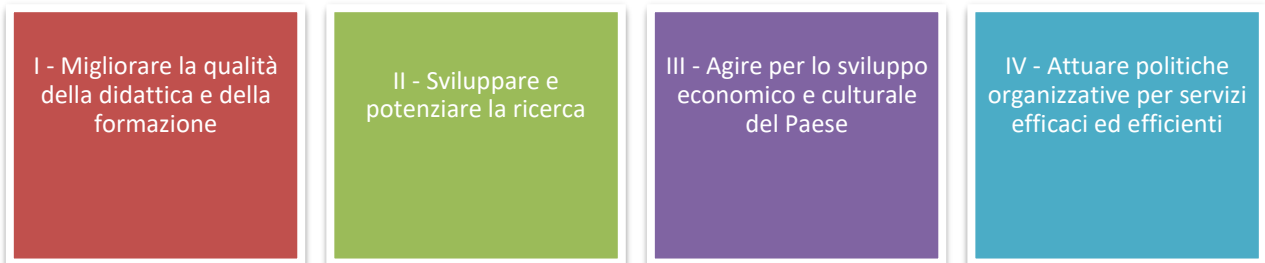 I - Migliorare la qualità
della didattica e della
formazione
II - Sviluppare e
potenziare la ricerca
III - Agire per lo sviluppo
economico e culturale
del Paese
IV - Attuare politiche
organizzative per servizi
efficaci ed efficienti